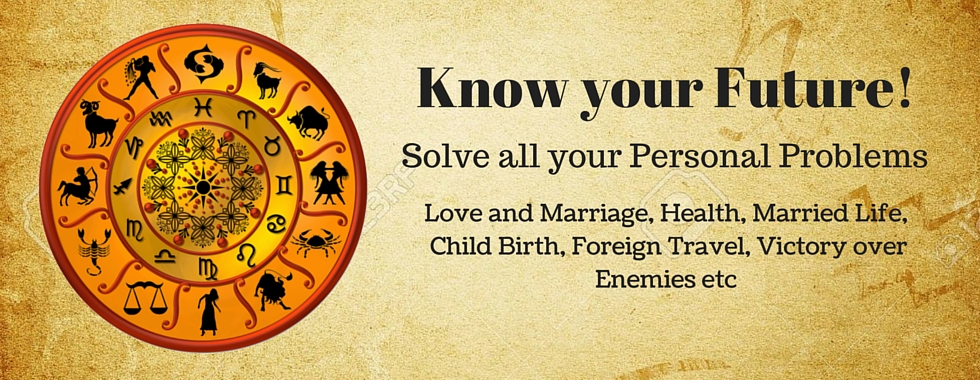 Know your Future!
Solve all your Personal Problems
Love and Marriage, Health, Married Life,
Child Birth, Foreign Travel, Victory over
Enemies etc